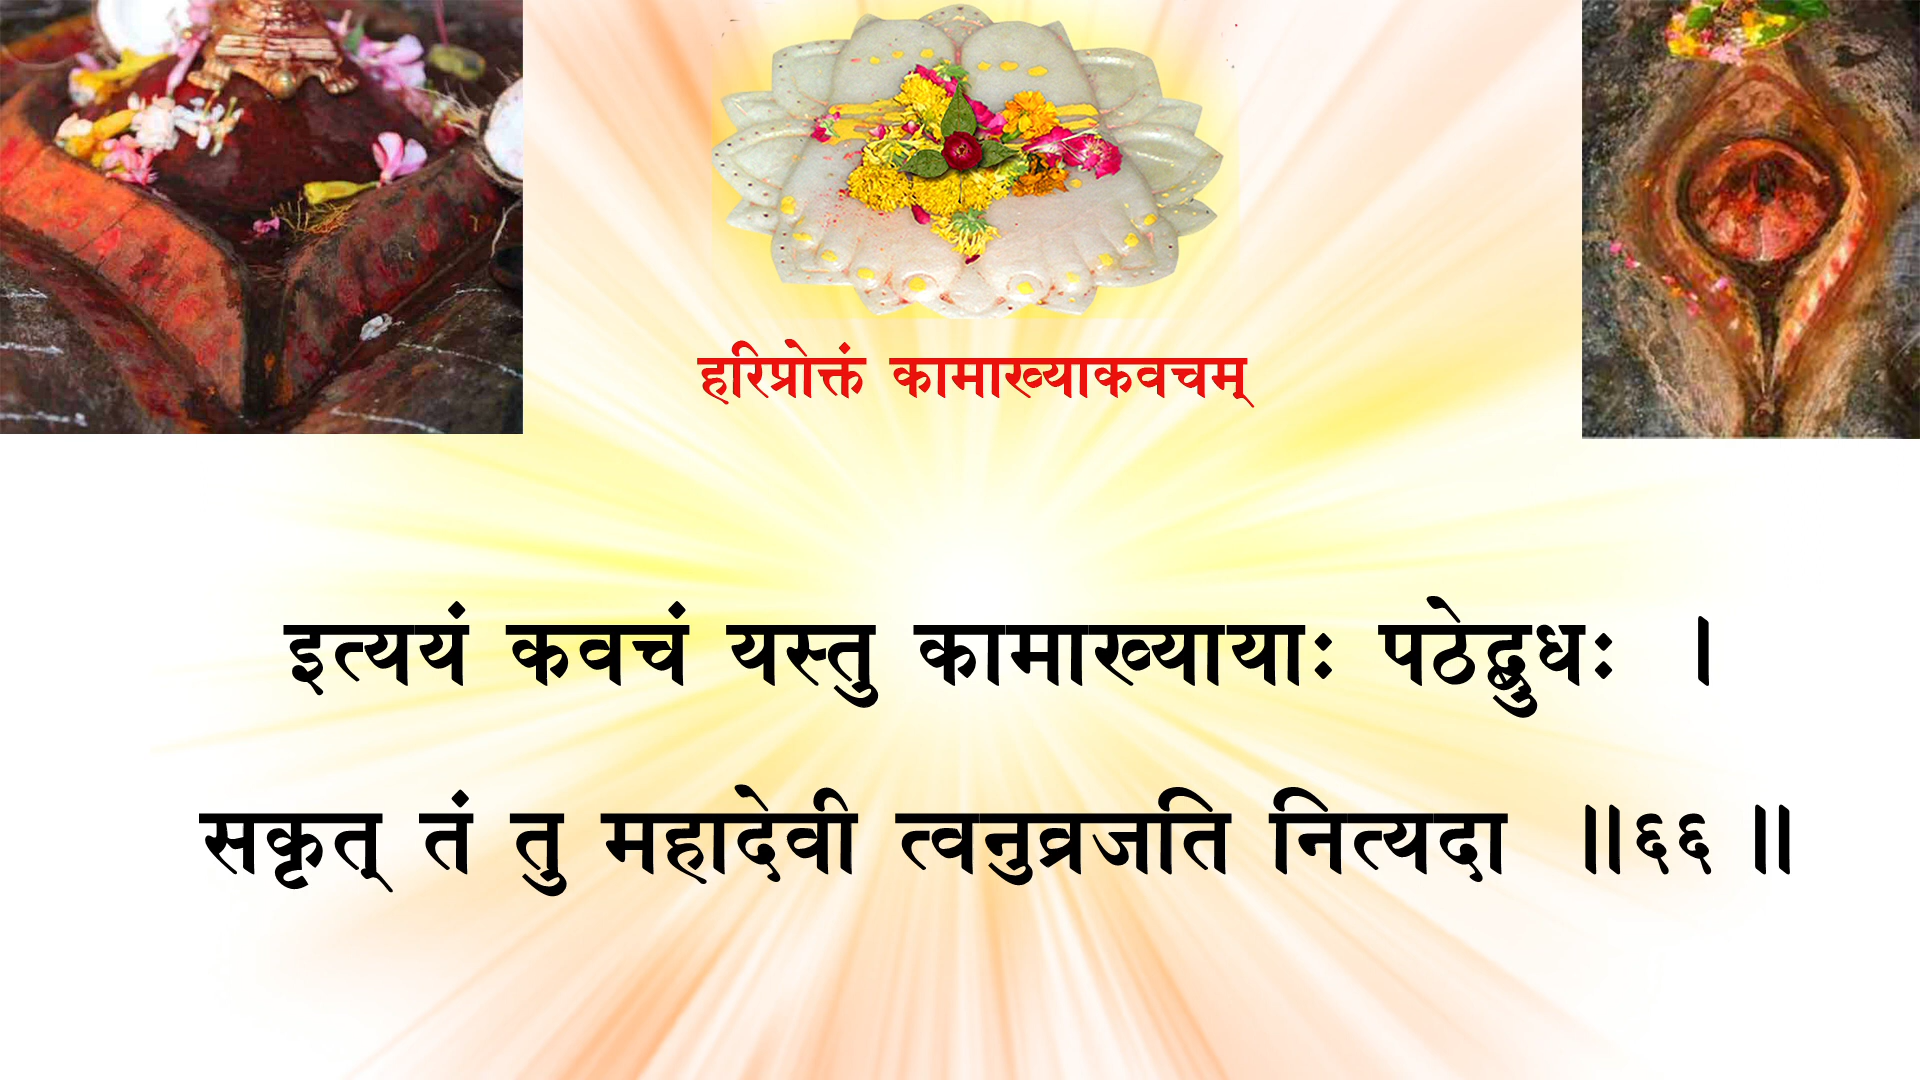 हरिप्रोक्तं कामाख्याकवचम्
इत्ययं कवचं यस्तु कामाख्यायाः पठेद्बुधः ।
सकृत् तं तु महादेवी त्वनुव्रजति नित्यदा ॥६६ ॥